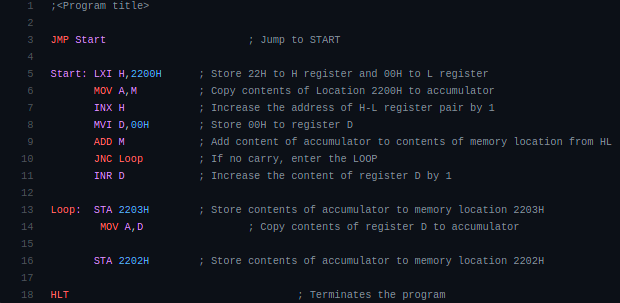 1 ;<Program title>
2
3 JMP Start ; Jump to START
4
5 Start: LXI H,2200H ; Store 22H to H register and 00H to L register
6 MOV A,M ; Copy contents of Location 2200H to accumulator
7 INX H ; Increase the address of H-L register pair by 1
8 MVI D,00H ; Store 00H to register D
9 ADD M ; Add content of accumulator to contents of memory location from HL
10 JNC Loop ; If no carry, enter the LOOP
11 INR D ; Increase the content of register D by 1
12
13 Loop: STA 2203H ; Store contents of accumulator to memory location 2203H
14 MOV A,D ; Copy contents of register D to accumulator
15
16 STA 2202H ; Store contents of accumulator to memory location 2202H
17
18 HLT ; Terminates the program